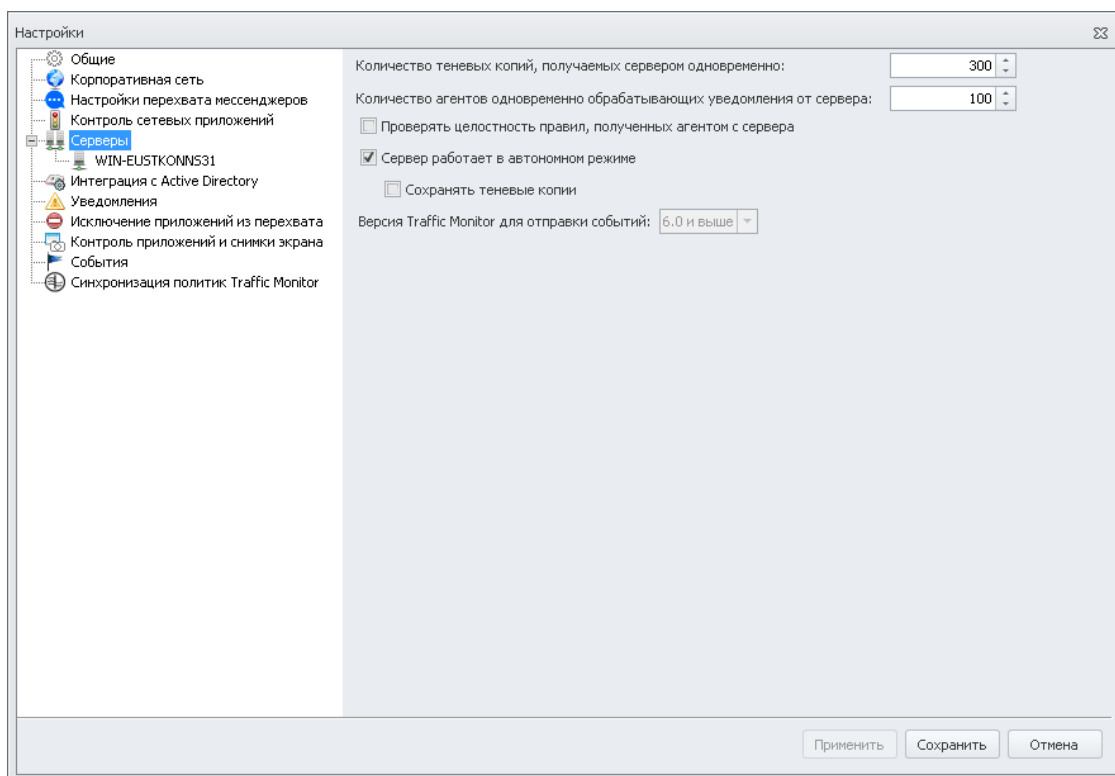 Настройки
Общие
Корпоративная сеть
Настройки перехвата мессенджеров
Контроль сетевых приложений
Серверы
WIN-EUSTKONNS31
Интеграция с Active Directory
Уведомления
Исключение приложений из перехвата
Контроль приложений и снимки экрана
События
Синхронизация политик Traffic Monitor
Количество теневых копий, получаемых сервером одновременно: 300
Количество агентов одновременно обрабатывающих уведомления от сервера: 100
Проверять целостность правил, полученных агентом с сервера
Сервер работает в автономном режиме
Сохранять теневые копии
Версия Traffic Monitor для отправки событий: 6.0 и выше
Применить Сохранить Отмена